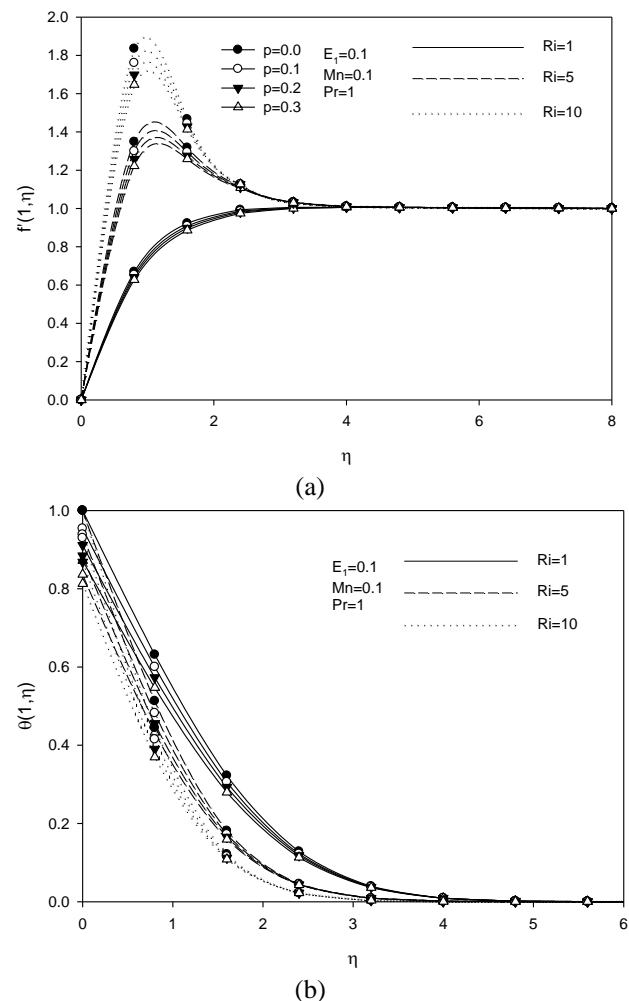 2.0
1.8
1.6
1.4
1.2
1.0
0.8
0.6
0.4
0.2
0.0
f'(1,η)
p=0.0
p=0.1
p=0.2
p=0.3
E₁=0.1
Mn=0.1
Pr=1
Ri=1
Ri=5
Ri=10
0 2 4 6 8
η
(a)
1.0
0.8
0.6
0.4
0.2
0.0
θ(1,η)
E₁=0.1
Mn=0.1
Pr=1
Ri=1
Ri=5
Ri=10
0 1 2 3 4 5 6
η
(b)